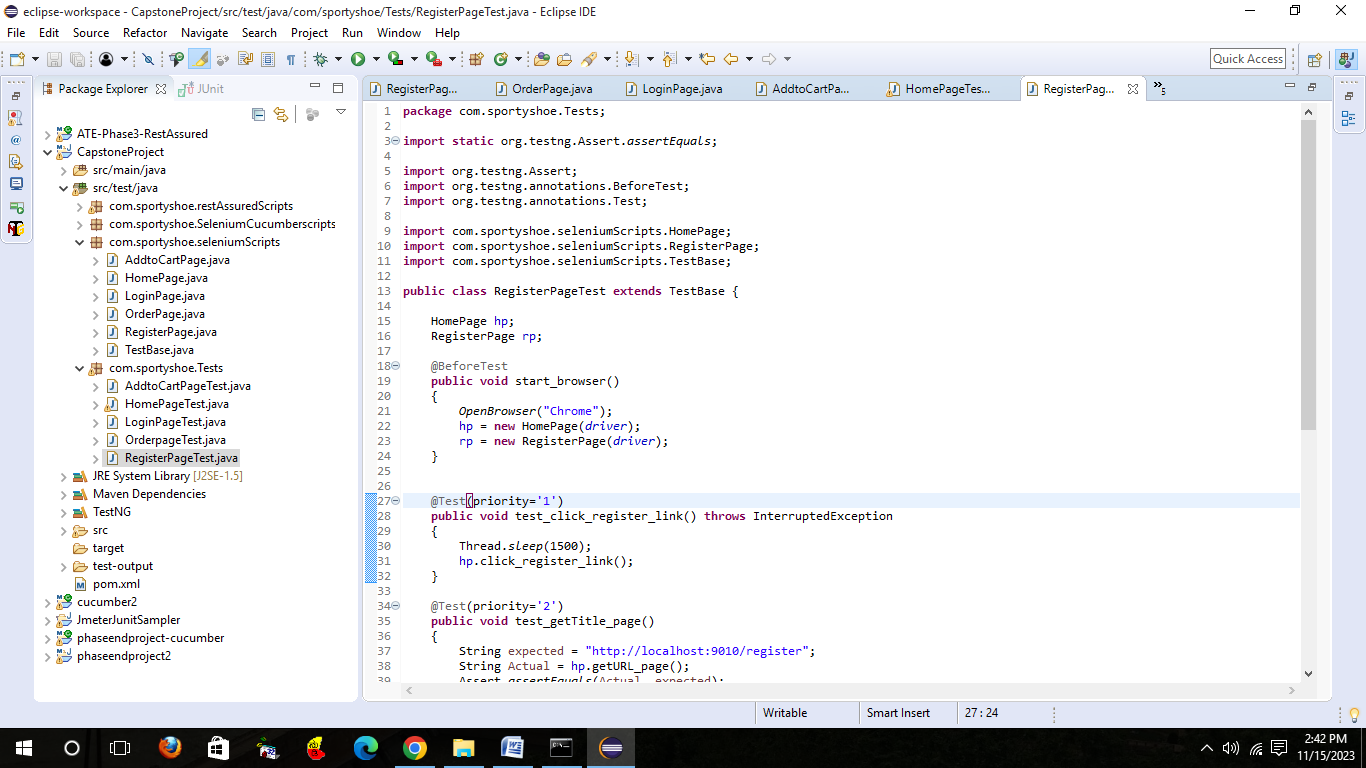 eclipse-workspace - CapstoneProject/src/test/java/com/sportyshoe/Tests/RegisterPageTest.java - Eclipse IDE
File Edit Source Refactor Navigate Search Project Run Window Help
Quick Access
Package Explorer JUnit
RegisterPag... OrderPage.java LoginPage.java AddtoCartPa... HomePageTes... RegisterPag... »5
ATE-Phase3-RestAssured
CapstoneProject
src/main/java
src/test/java
com.sportyshoe.restAssuredScripts
com.sportyshoe.SeleniumCucumberscripts
com.sportyshoe.seleniumScripts
AddtoCartPage.java
HomePage.java
LoginPage.java
OrderPage.java
RegisterPage.java
TestBase.java
com.sportyshoe.Tests
AddtoCartPageTest.java
HomePageTest.java
LoginPageTest.java
OrderpageTest.java
RegisterPageTest.java
JRE System Library [J2SE-1.5]
Maven Dependencies
TestNG
src
target
test-output
pom.xml
cucumber2
JmeterJunitSampler
phaseendproject-cucumber
phaseendproject2
1 package com.sportyshoe.Tests;
2
3 import static org.testng.Assert.assertEquals;
4
5 import org.testng.Assert;
6 import org.testng.annotations.BeforeTest;
7 import org.testng.annotations.Test;
8
9 import com.sportyshoe.seleniumScripts.HomePage;
10 import com.sportyshoe.seleniumScripts.RegisterPage;
11 import com.sportyshoe.seleniumScripts.TestBase;
12
13 public class RegisterPageTest extends TestBase {
14
15 HomePage hp;
16 RegisterPage rp;
17
18 @BeforeTest
19 public void start_browser()
20 {
21 OpenBrowser("Chrome");
22 hp = new HomePage(driver);
23 rp = new RegisterPage(driver);
24 }
25
26
27 @Test(priority='1')
28 public void test_click_register_link() throws InterruptedException
29 {
30 Thread.sleep(1500);
31 hp.click_register_link();
32 }
33
34 @Test(priority='2')
35 public void test_getTitle_page()
36 {
37 String expected = "http://localhost:9010/register";
38 String Actual = hp.getURL_page();
39 Assert.assertEquals(Actual, expected);
Writable Smart Insert 27 : 24
2:42 PM
11/15/2023